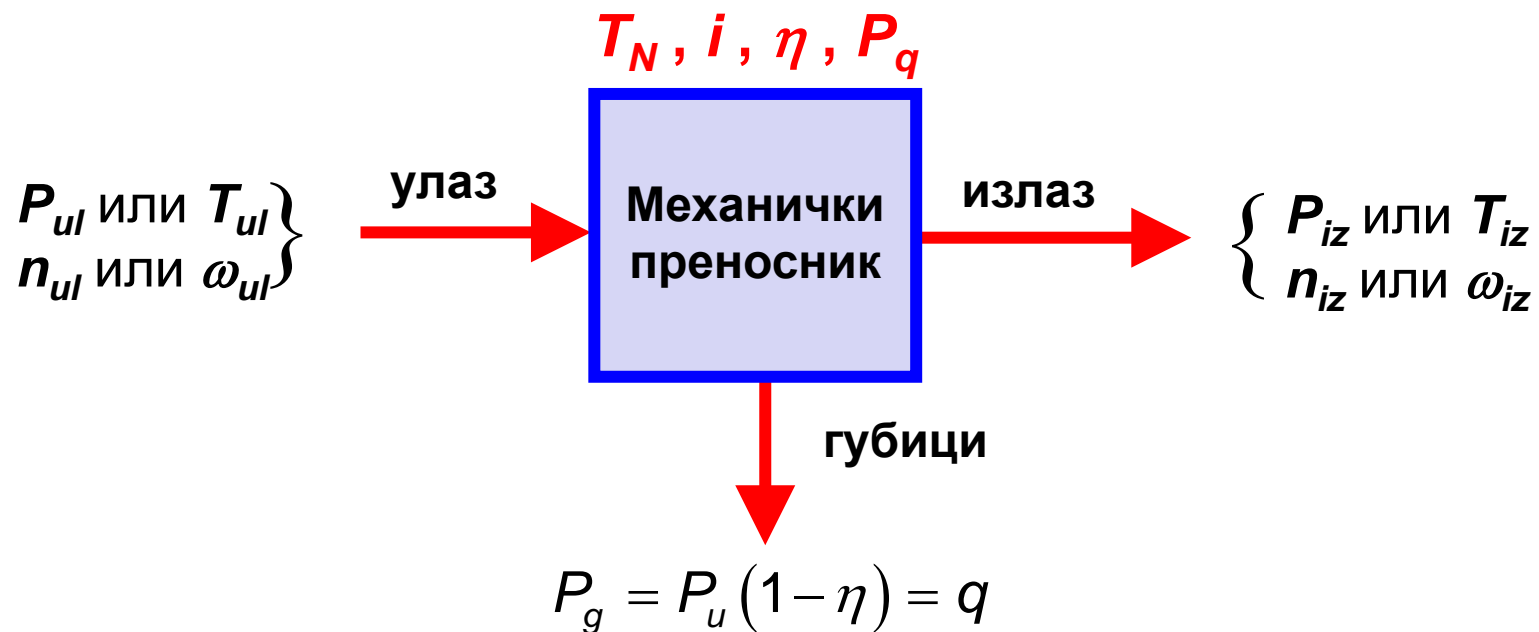 T_N , i , η , P_q
P_ul или T_ul }
n_ul или ω_ul
улаз
Механички
преносник
излаз
{ P_iz или T_iz
n_iz или ω_iz
губици
P_g = P_u (1 − η) = q